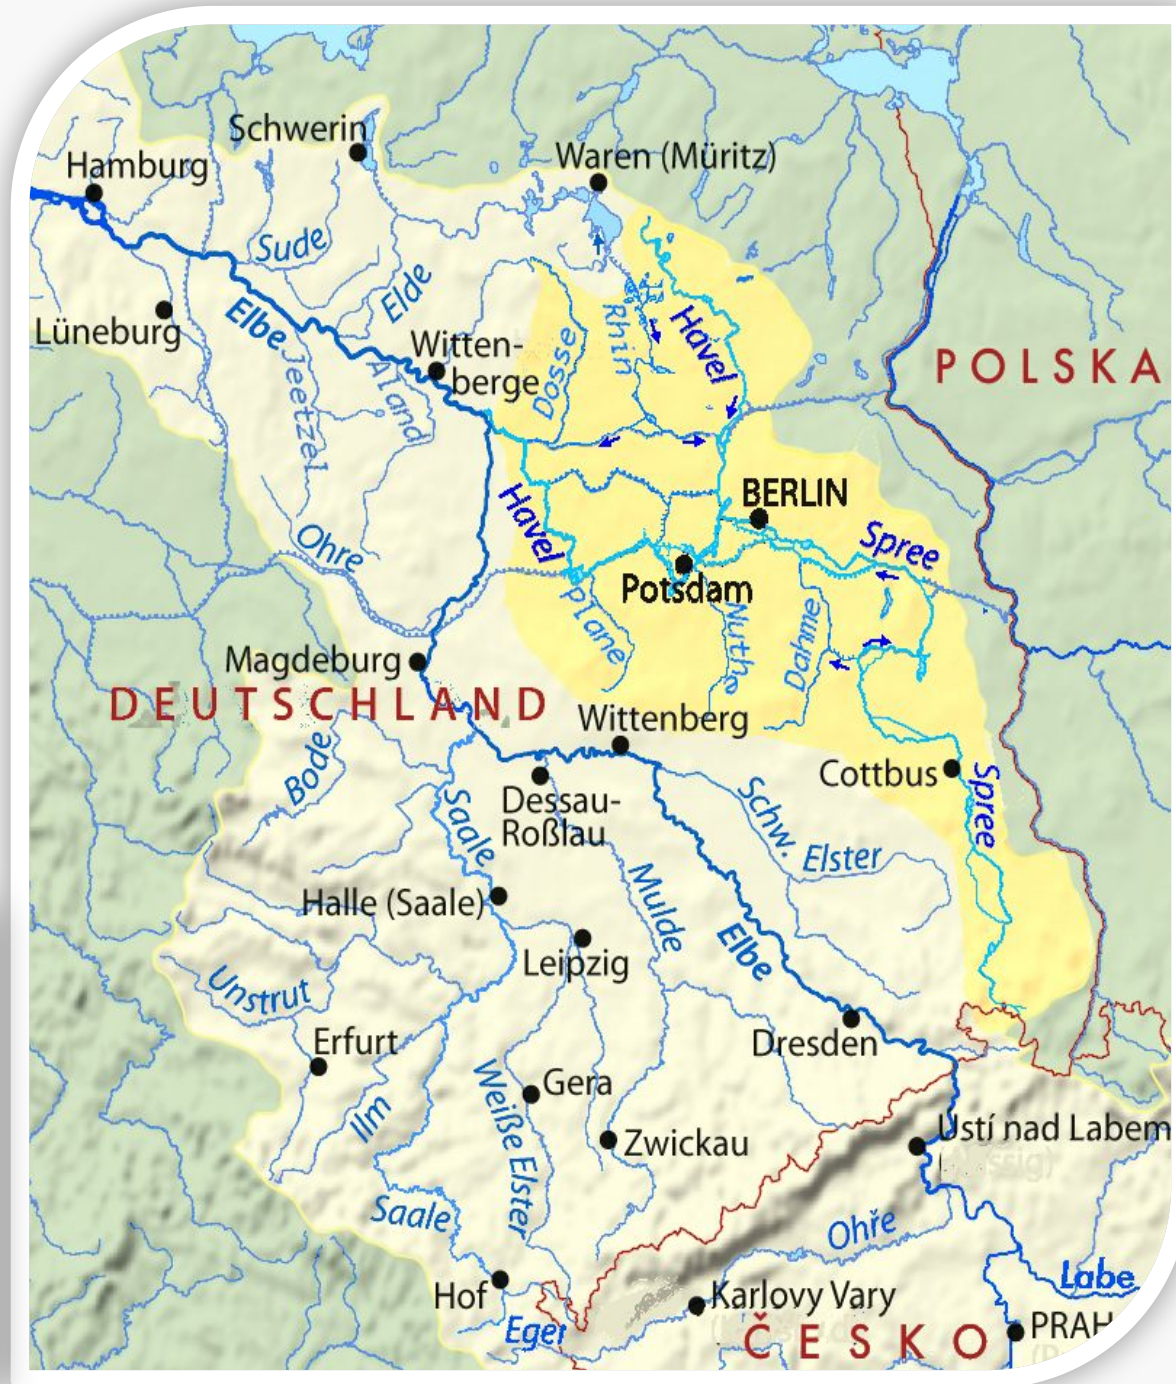 Schwerin
Hamburg
Waren (Müritz)
Sude
Elde
Lüneburg
Elbe
Jeetzel
Aland
Witten-
berge
Dosse
Rhin
Havel
POLSKA
BERLIN
Havel
Spree
Ohre
Potsdam
Plane
Nuthe
Dahme
Magdeburg
DEUTSCHLAND
Wittenberg
Bode
Cottbus
Spree
Dessau-
Roßlau
Saale
Schw.
Elster
Halle (Saale)
Mulde
Elbe
Leipzig
Unstrut
Erfurt
Dresden
Ilm
Weiße Elster
Gera
Zwickau
Ústí nad Labem
Saale
Ohře
Hof
Eger
Karlovy Vary
Labe
ČESKO
PRAH